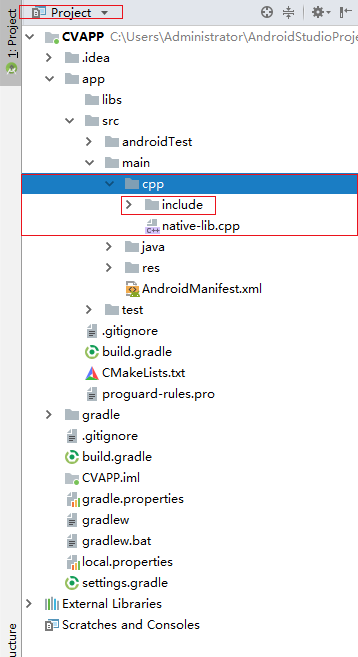 Project
1: Project
CVAPP C:\Users\Administrator\AndroidStudioProj
.idea
app
libs
src
androidTest
main
cpp
include
native-lib.cpp
java
res
AndroidManifest.xml
test
.gitignore
build.gradle
CMakeLists.txt
proguard-rules.pro
gradle
.gitignore
build.gradle
CVAPP.iml
gradle.properties
gradlew
gradlew.bat
local.properties
settings.gradle
External Libraries
Scratches and Consoles
ucture